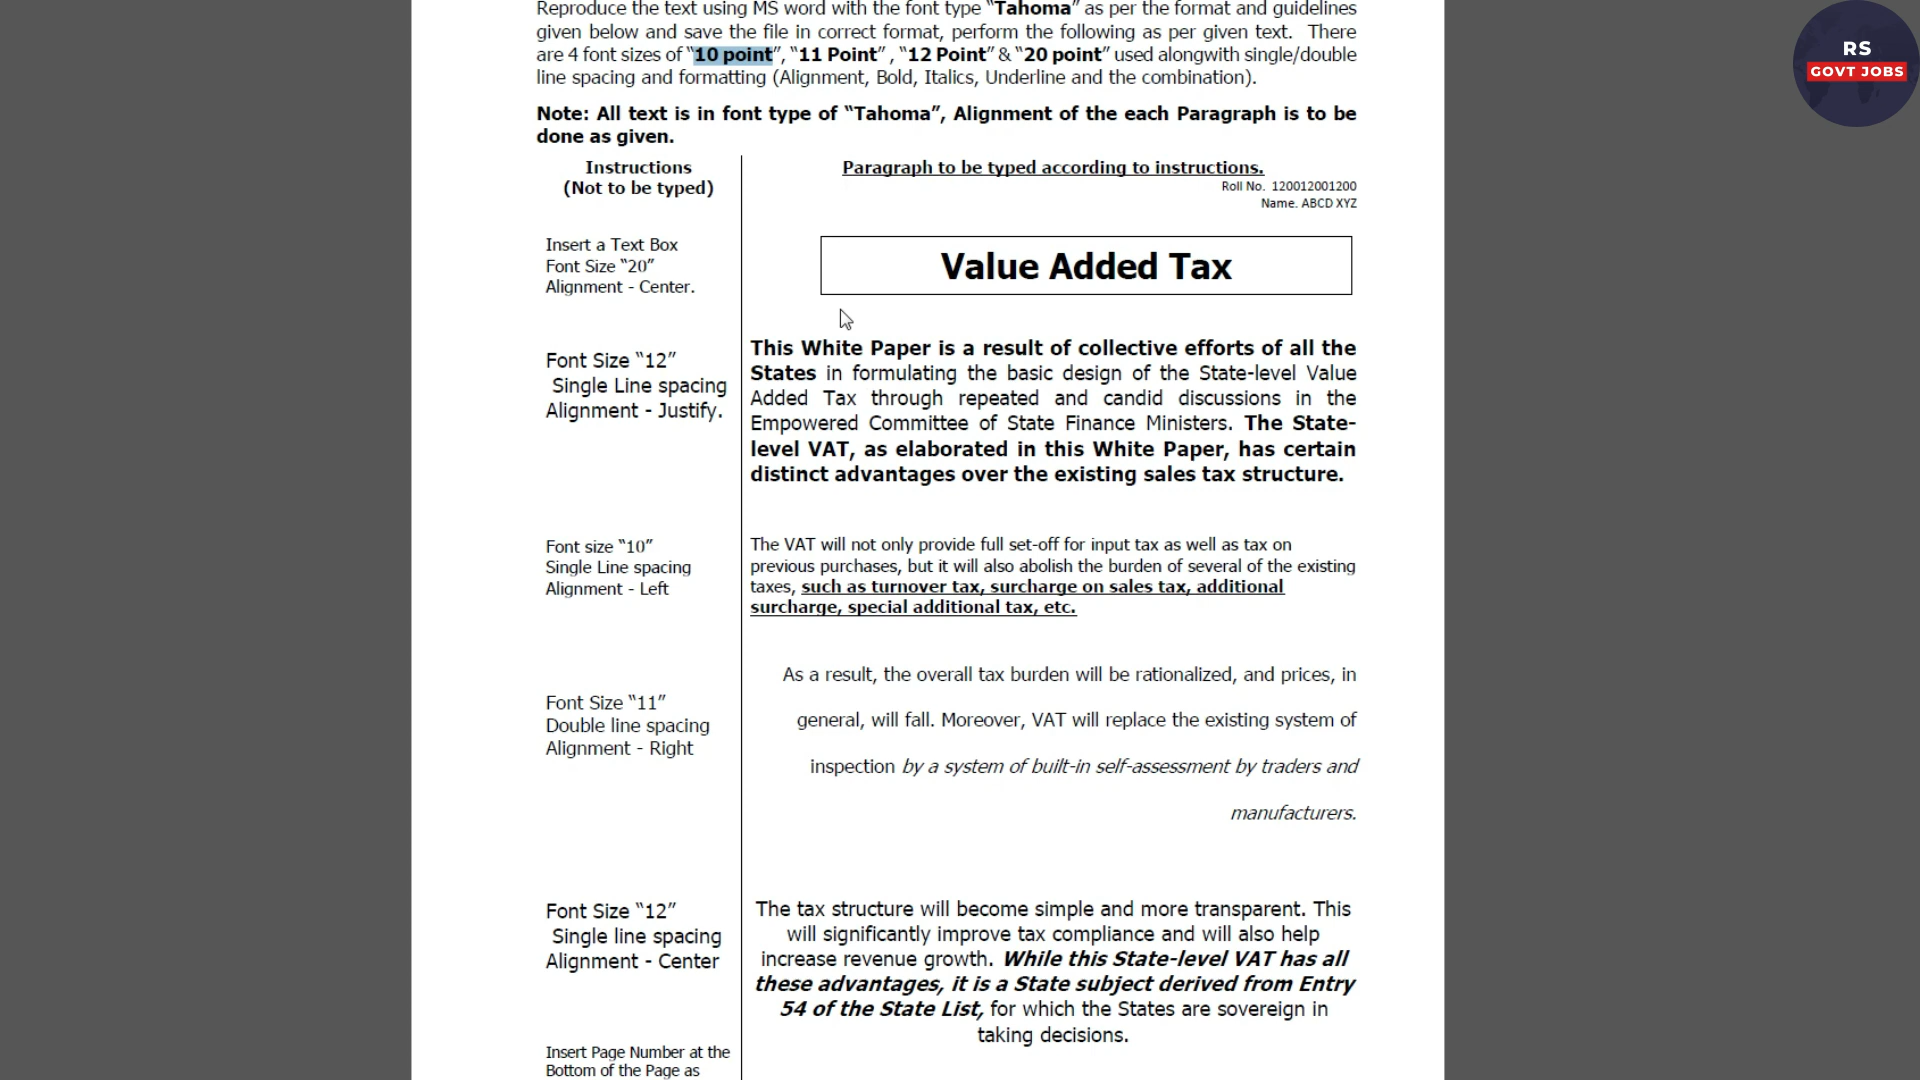 Reproduce the text using MS word with the font type “Tahoma” as per the format and guidelines
given below and save the file in correct format, perform the following as per given text. There
are 4 font sizes of “10 point”, “11 Point” , “12 Point” & “20 point” used alongwith single/double
line spacing and formatting (Alignment, Bold, Italics, Underline and the combination).
RS
GOVT JOBS
Note: All text is in font type of “Tahoma”, Alignment of the each Paragraph is to be
done as given.
Instructions
(Not to be typed)
Paragraph to be typed according to instructions.
Roll No. 120012001200
Name. ABCD XYZ
Insert a Text Box
Font Size “20”
Alignment - Center.
Value Added Tax
Font Size “12”
Single Line spacing
Alignment - Justify.
This White Paper is a result of collective efforts of all the
States in formulating the basic design of the State-level Value
Added Tax through repeated and candid discussions in the
Empowered Committee of State Finance Ministers. The State-
level VAT, as elaborated in this White Paper, has certain
distinct advantages over the existing sales tax structure.
Font size “10”
Single Line spacing
Alignment - Left
The VAT will not only provide full set-off for input tax as well as tax on
previous purchases, but it will also abolish the burden of several of the existing
taxes, such as turnover tax, surcharge on sales tax, additional
surcharge, special additional tax, etc.
Font Size “11”
Double line spacing
Alignment - Right
As a result, the overall tax burden will be rationalized, and prices, in
general, will fall. Moreover, VAT will replace the existing system of
inspection by a system of built-in self-assessment by traders and
manufacturers.
Font Size “12”
Single line spacing
Alignment - Center
The tax structure will become simple and more transparent. This
will significantly improve tax compliance and will also help
increase revenue growth. While this State-level VAT has all
these advantages, it is a State subject derived from Entry
54 of the State List, for which the States are sovereign in
taking decisions.
Insert Page Number at the
Bottom of the Page as